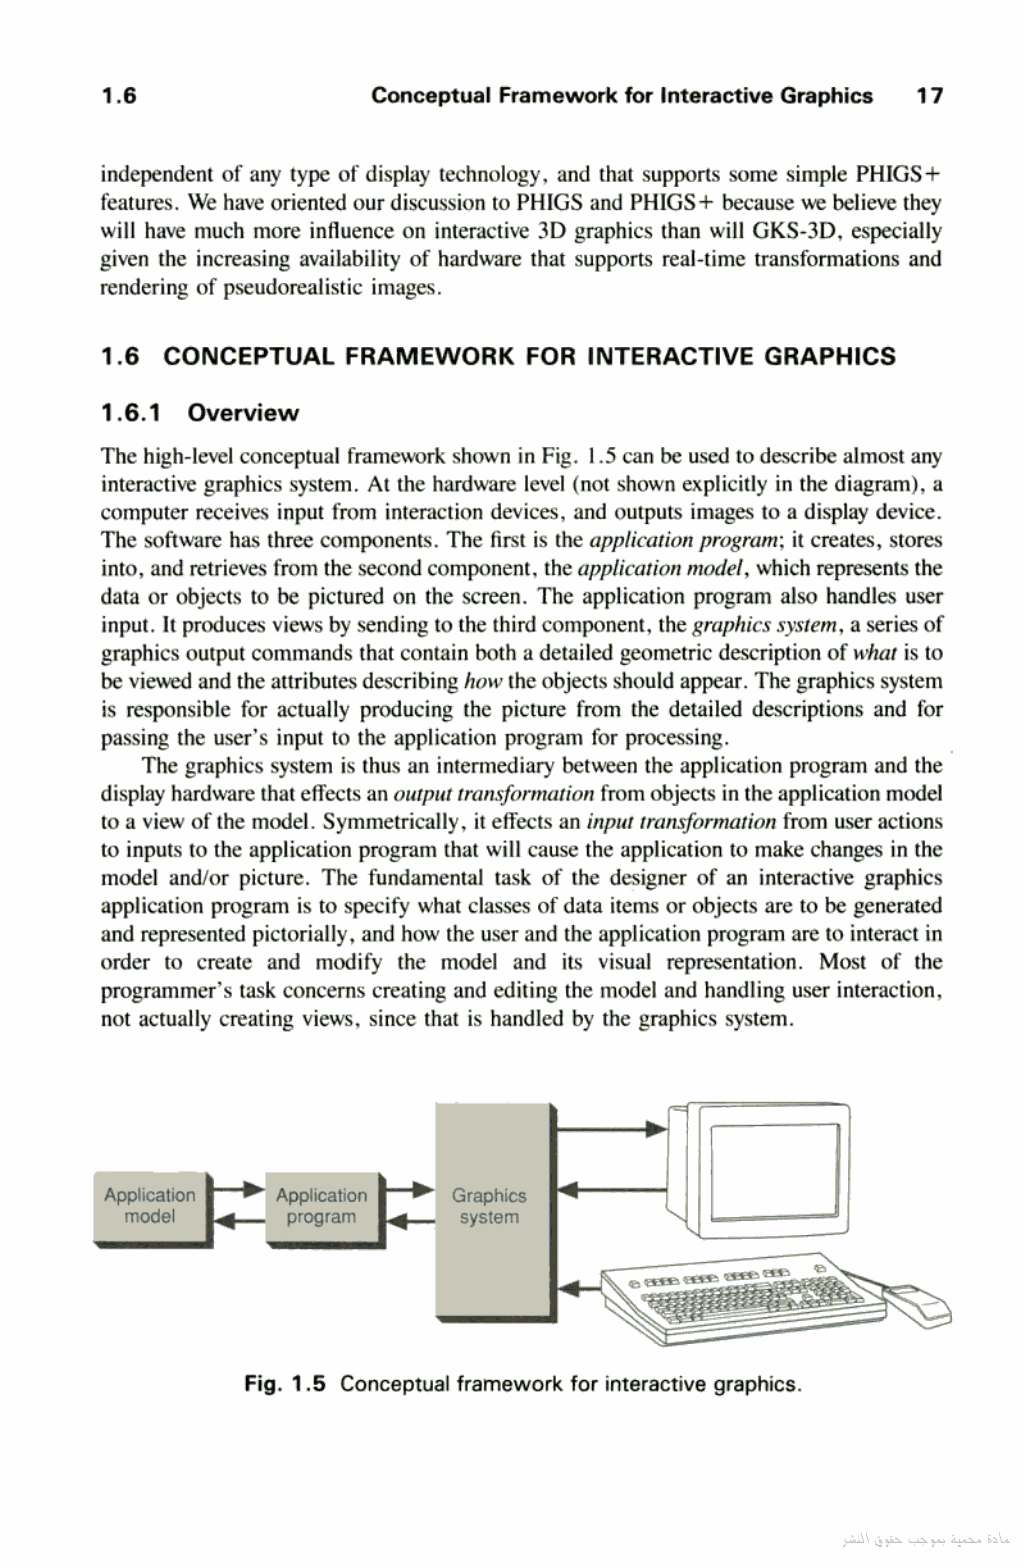 1.6 Conceptual Framework for Interactive Graphics 17
independent of any type of display technology, and that supports some simple PHIGS+
features. We have oriented our discussion to PHIGS and PHIGS+ because we believe they
will have much more influence on interactive 3D graphics than will GKS-3D, especially
given the increasing availability of hardware that supports real-time transformations and
rendering of pseudorealistic images.
1.6 CONCEPTUAL FRAMEWORK FOR INTERACTIVE GRAPHICS
1.6.1 Overview
The high-level conceptual framework shown in Fig. 1.5 can be used to describe almost any
interactive graphics system. At the hardware level (not shown explicitly in the diagram), a
computer receives input from interaction devices, and outputs images to a display device.
The software has three components. The first is the application program; it creates, stores
into, and retrieves from the second component, the application model, which represents the
data or objects to be pictured on the screen. The application program also handles user
input. It produces views by sending to the third component, the graphics system, a series of
graphics output commands that contain both a detailed geometric description of what is to
be viewed and the attributes describing how the objects should appear. The graphics system
is responsible for actually producing the picture from the detailed descriptions and for
passing the user's input to the application program for processing.
The graphics system is thus an intermediary between the application program and the
display hardware that effects an output transformation from objects in the application model
to a view of the model. Symmetrically, it effects an input transformation from user actions
to inputs to the application program that will cause the application to make changes in the
model and/or picture. The fundamental task of the designer of an interactive graphics
application program is to specify what classes of data items or objects are to be generated
and represented pictorially, and how the user and the application program are to interact in
order to create and modify the model and its visual representation. Most of the
programmer's task concerns creating and editing the model and handling user interaction,
not actually creating views, since that is handled by the graphics system.
Application
model
Application
program
Graphics
system
Fig. 1.5 Conceptual framework for interactive graphics.
مادة محمية بموجب حقوق النشر